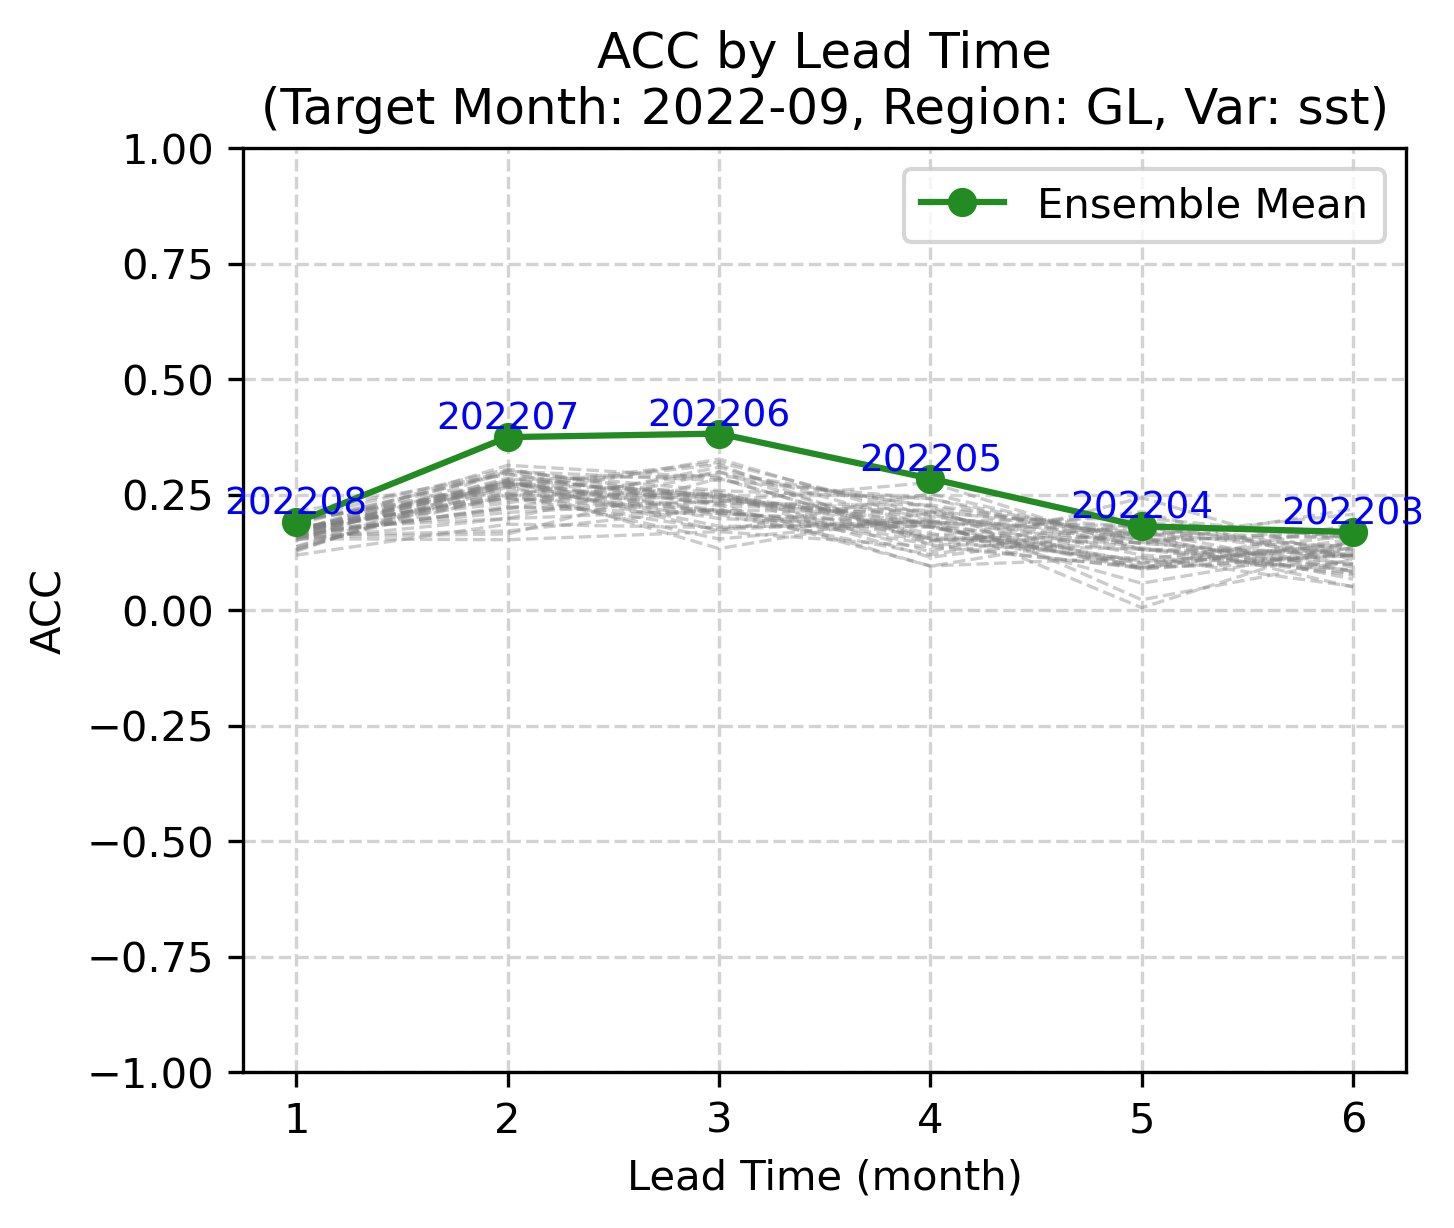 ACC by Lead Time
(Target Month: 2022-09, Region: GL, Var: sst)
1.00
0.75
0.50
0.25
0.00
−0.25
−0.50
−0.75
−1.00
ACC
Ensemble Mean
202208
202207
202206
202205
202204
202203
1 2 3 4 5 6
Lead Time (month)